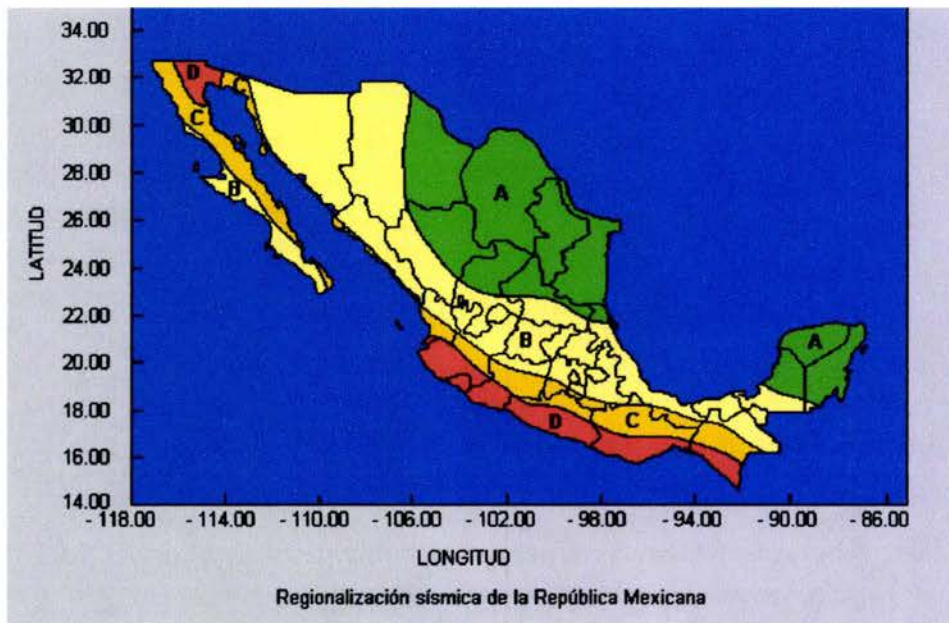 34.00
32.00
30.00
28.00
26.00
24.00
22.00
20.00
18.00
16.00
14.00
LATITUD
D
C
C
B
A
B
A
C
D
- 118.00 - 114.00 - 110.00 - 106.00 - 102.00 - 98.00 - 94.00 - 90.00 - 86.00
LONGITUD
Regionalización sísmica de la República Mexicana